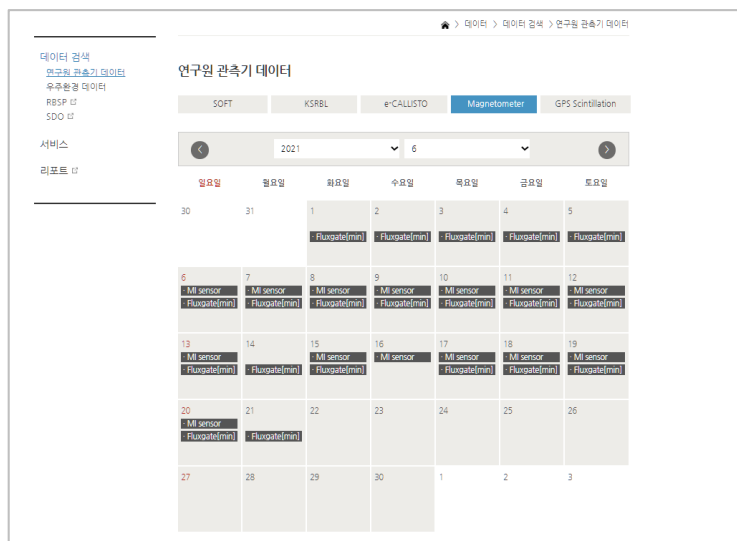 > 데이터 > 데이터 검색 > 연구원 관측기 데이터
데이터 검색
연구원 관측기 데이터
우주환경 데이터
RBSP
SDO
서비스
리포트
연구원 관측기 데이터
SOFT KSRBL e-CALLISTO Magnetometer GPS Scintillation
2021 6
일요일 월요일 화요일 수요일 목요일 금요일 토요일
30 31 1 2 3 4 5
· Fluxgate[min] · Fluxgate[min] · Fluxgate[min] · Fluxgate[min] · Fluxgate[min]
6 7 8 9 10 11 12
· MI sensor · MI sensor · MI sensor · MI sensor · MI sensor · MI sensor · MI sensor
· Fluxgate[min] · Fluxgate[min] · Fluxgate[min] · Fluxgate[min] · Fluxgate[min] · Fluxgate[min] · Fluxgate[min]
13 14 15 16 17 18 19
· MI sensor · MI sensor · MI sensor · MI sensor · MI sensor · MI sensor
· Fluxgate[min] · Fluxgate[min] · Fluxgate[min] · Fluxgate[min] · Fluxgate[min] · Fluxgate[min]
20 21 22 23 24 25 26
· MI sensor
· Fluxgate[min] · Fluxgate[min]
27 28 29 30 1 2 3